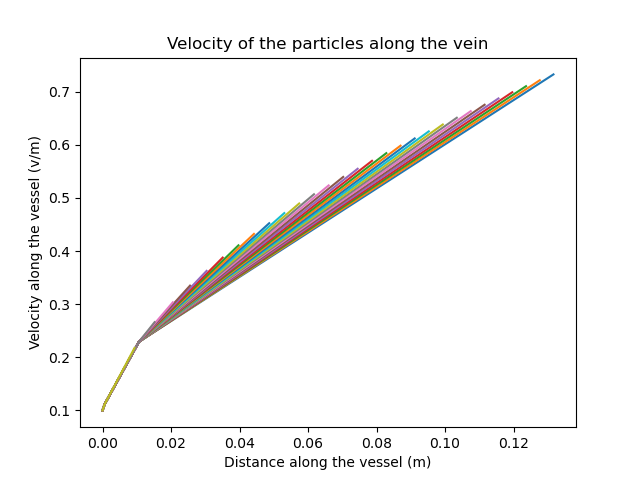 Velocity of the particles along the vein
0.7
0.6
0.5
0.4
0.3
0.2
0.1
Velocity along the vessel (v/m)
0.00 0.02 0.04 0.06 0.08 0.10 0.12
Distance along the vessel (m)